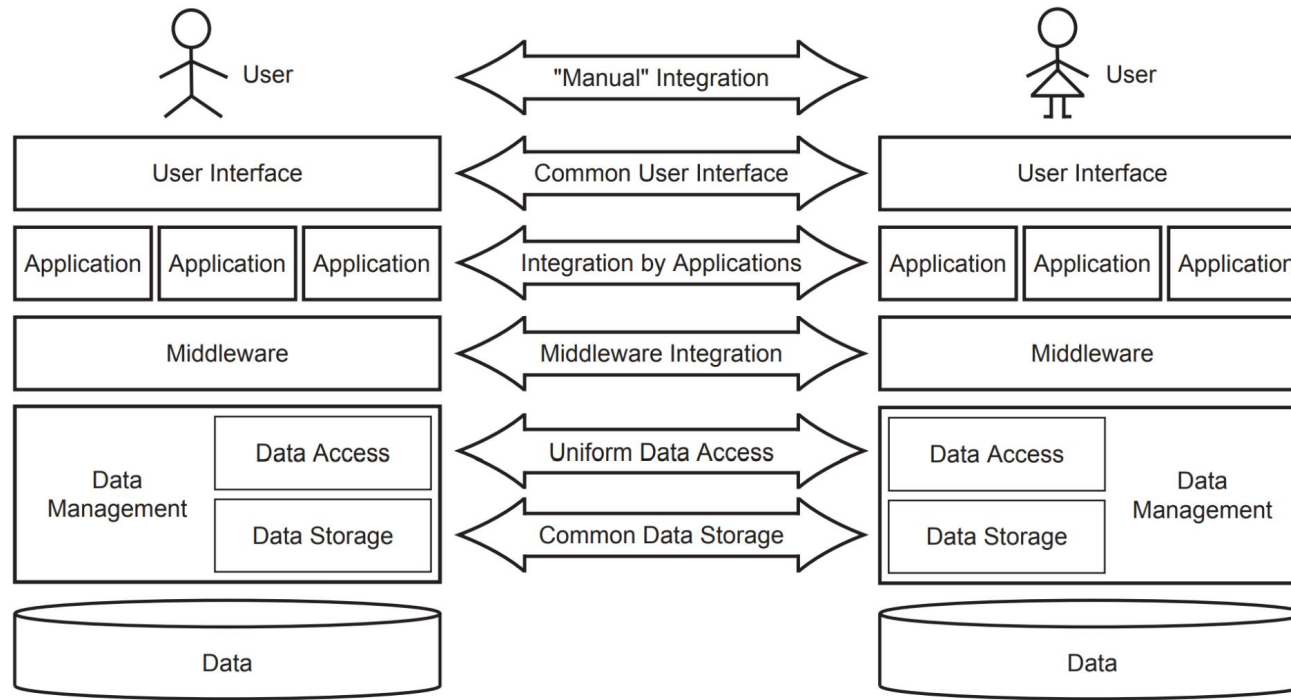 User
"Manual" Integration
User
User Interface
Common User Interface
User Interface
Application
Application
Application
Integration by Applications
Application
Application
Application
Middleware
Middleware Integration
Middleware
Data
Management
Data Access
Data Storage
Uniform Data Access
Common Data Storage
Data Access
Data Storage
Data
Management
Data
Data